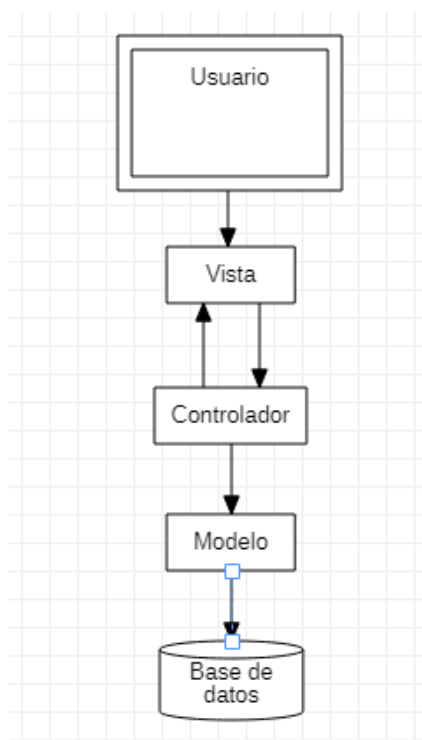 Usuario
Vista
Controlador
Modelo
Base de
datos